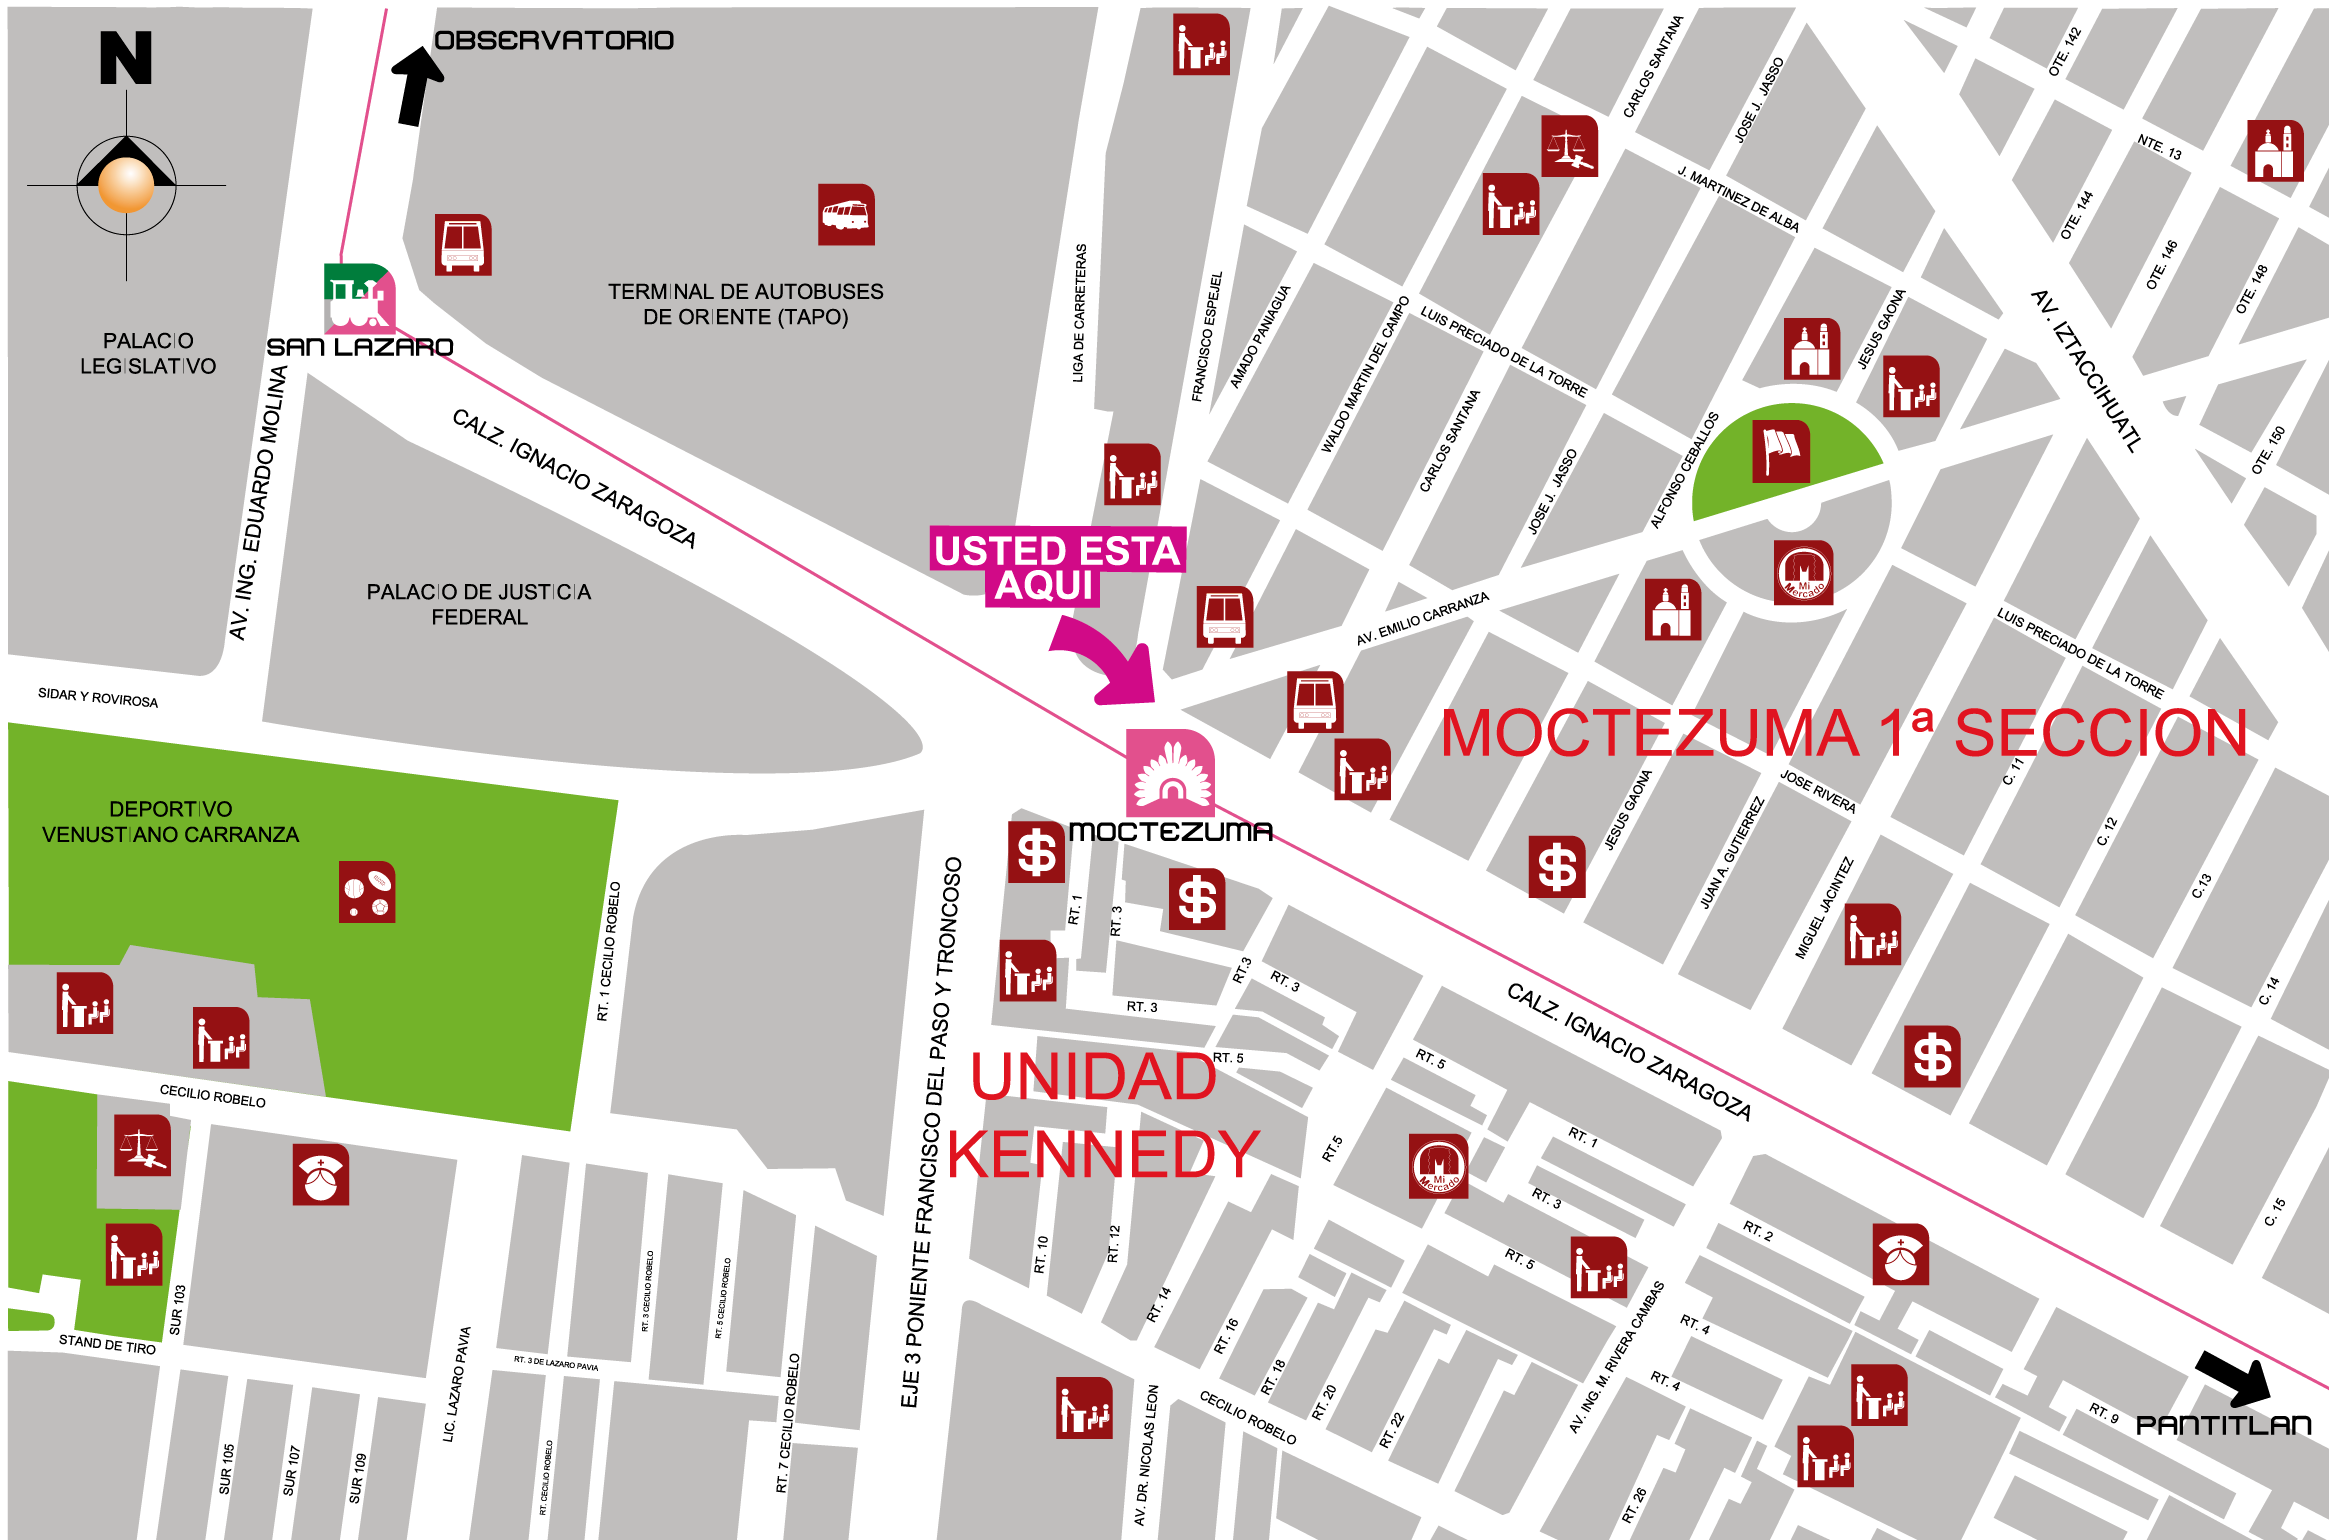 N
OBSERVATORIO
SAN LAZARO
PALACIO
LEGISLATIVO
TERMINAL DE AUTOBUSES
DE ORIENTE (TAPO)
AV. ING. EDUARDO MOLINA
CALZ. IGNACIO ZARAGOZA
PALACIO DE JUSTICIA
FEDERAL
SIDAR Y ROVIROSA
DEPORTIVO
VENUSTIANO CARRANZA
USTED ESTA
AQUI
MOCTEZUMA
LIGA DE CARRETERAS
FRANCISCO ESPEJEL
AMADO PANIAGUA
WALDO MARTIN DEL CAMPO
CARLOS SANTANA
CARLOS SANTANA
JOSE J. JASSO
JOSE J. JASSO
J. MARTINEZ DE ALBA
LUIS PRECIADO DE LA TORRE
ALFONSO CEBALLOS
JESUS GAONA
AV. IZTACCIHUATL
OTE. 142
NTE. 13
OTE. 144
OTE. 146
OTE. 148
OTE. 150
AV. EMILIO CARRANZA
Mi
Mercado
LUIS PRECIADO DE LA TORRE
MOCTEZUMA 1ª SECCION
JOSE RIVERA
JESUS GAONA
JUAN A. GUTIERREZ
MIGUEL JACINTEZ
C. 11
C. 12
C.13
C. 14
C. 15
CALZ. IGNACIO ZARAGOZA
$
$
$
$
RT. 1
RT. 3
RT.3
RT. 3
RT. 3
RT. 5
UNIDAD
KENNEDY
RT. 5
RT.5
RT. 1
RT. 3
RT. 5
RT. 2
RT. 4
RT. 4
RT. 9
Mi
Mercado
RT. 10
RT. 12
RT. 14
RT. 16
RT. 18
RT. 20
RT. 22
RT. 26
AV. ING. M. RIVERA CAMBAS
CECILIO ROBELO
AV. DR. NICOLAS LEON
EJE 3 PONIENTE FRANCISCO DEL PASO Y TRONCOSO
RT. 1 CECILIO ROBELO
CECILIO ROBELO
RT. 3 CECILIO ROBELO
RT. 5 CECILIO ROBELO
RT. 7 CECILIO ROBELO
RT. 3 DE LAZARO PAVIA
RT. CECILIO ROBELO
LIC. LAZARO PAVIA
STAND DE TIRO
SUR 103
SUR 105
SUR 107
SUR 109
PANTITLAN